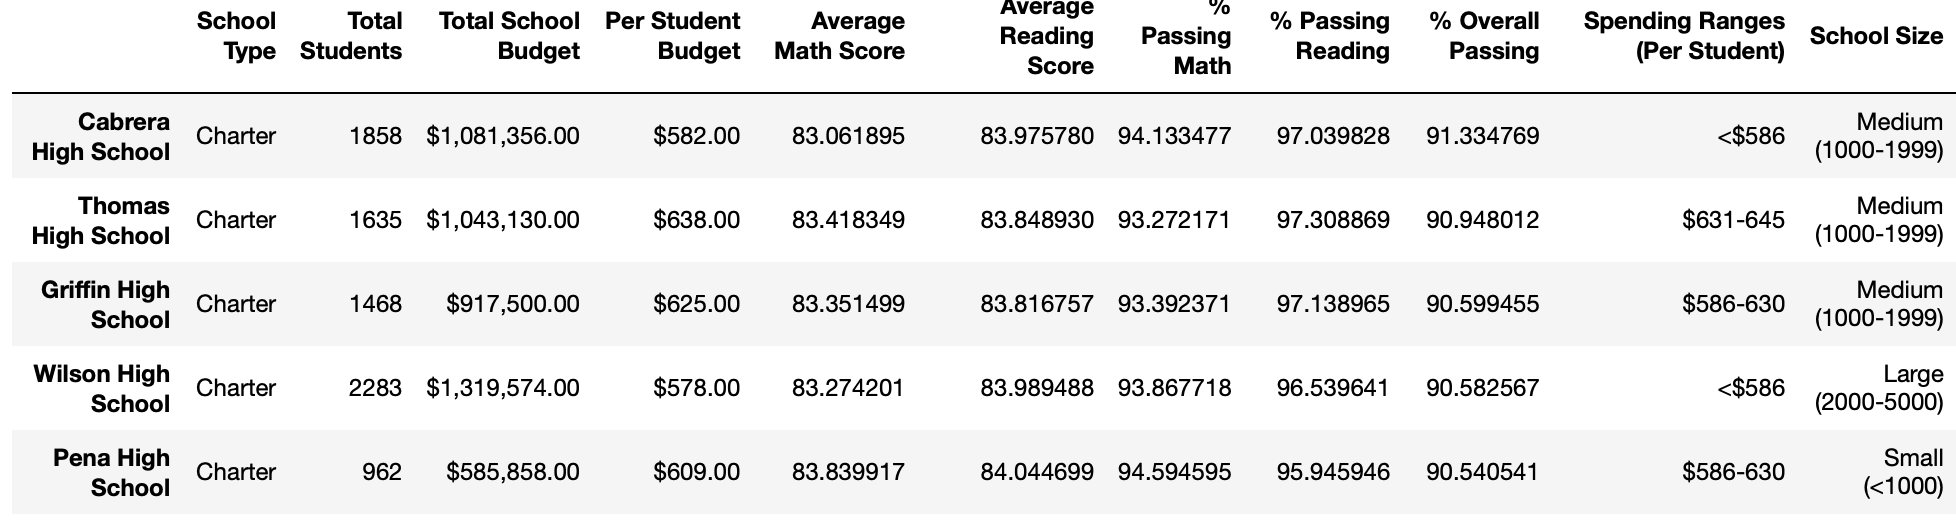 School Type Total Students Total School Budget Per Student Budget Average Math Score Average Reading Score % Passing Math % Passing Reading % Overall Passing Spending Ranges (Per Student) School Size
Cabrera High School Charter 1858 $1,081,356.00 $582.00 83.061895 83.975780 94.133477 97.039828 91.334769 <$586 Medium (1000-1999)
Thomas High School Charter 1635 $1,043,130.00 $638.00 83.418349 83.848930 93.272171 97.308869 90.948012 $631-645 Medium (1000-1999)
Griffin High School Charter 1468 $917,500.00 $625.00 83.351499 83.816757 93.392371 97.138965 90.599455 $586-630 Medium (1000-1999)
Wilson High School Charter 2283 $1,319,574.00 $578.00 83.274201 83.989488 93.867718 96.539641 90.582567 <$586 Large (2000-5000)
Pena High School Charter 962 $585,858.00 $609.00 83.839917 84.044699 94.594595 95.945946 90.540541 $586-630 Small (<1000)